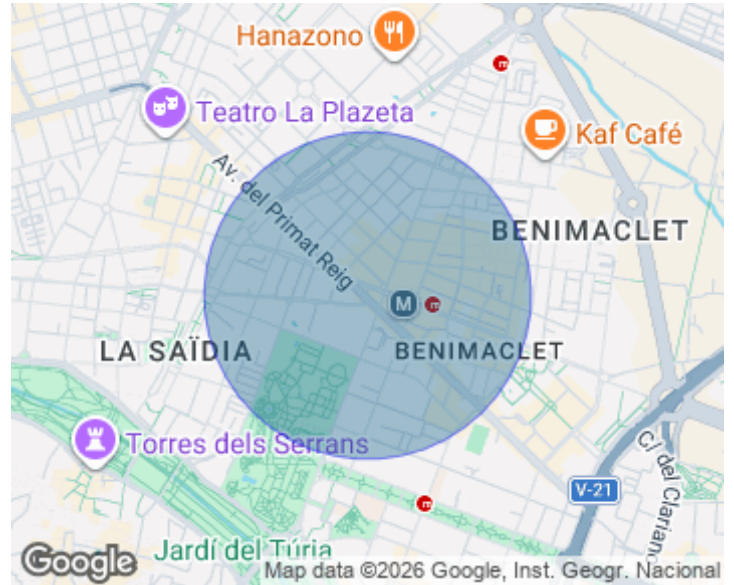 Hanazono
Teatro La Plazeta
Kaf Café
Av. del Primat Reig
BENIMACLET
M
LA SAÏDIA
BENIMACLET
Torres dels Serrans
V-21
C/ del Clariano
Jardí del Túria
Google
Map data ©2026 Google, Inst. Geogr. Nacional